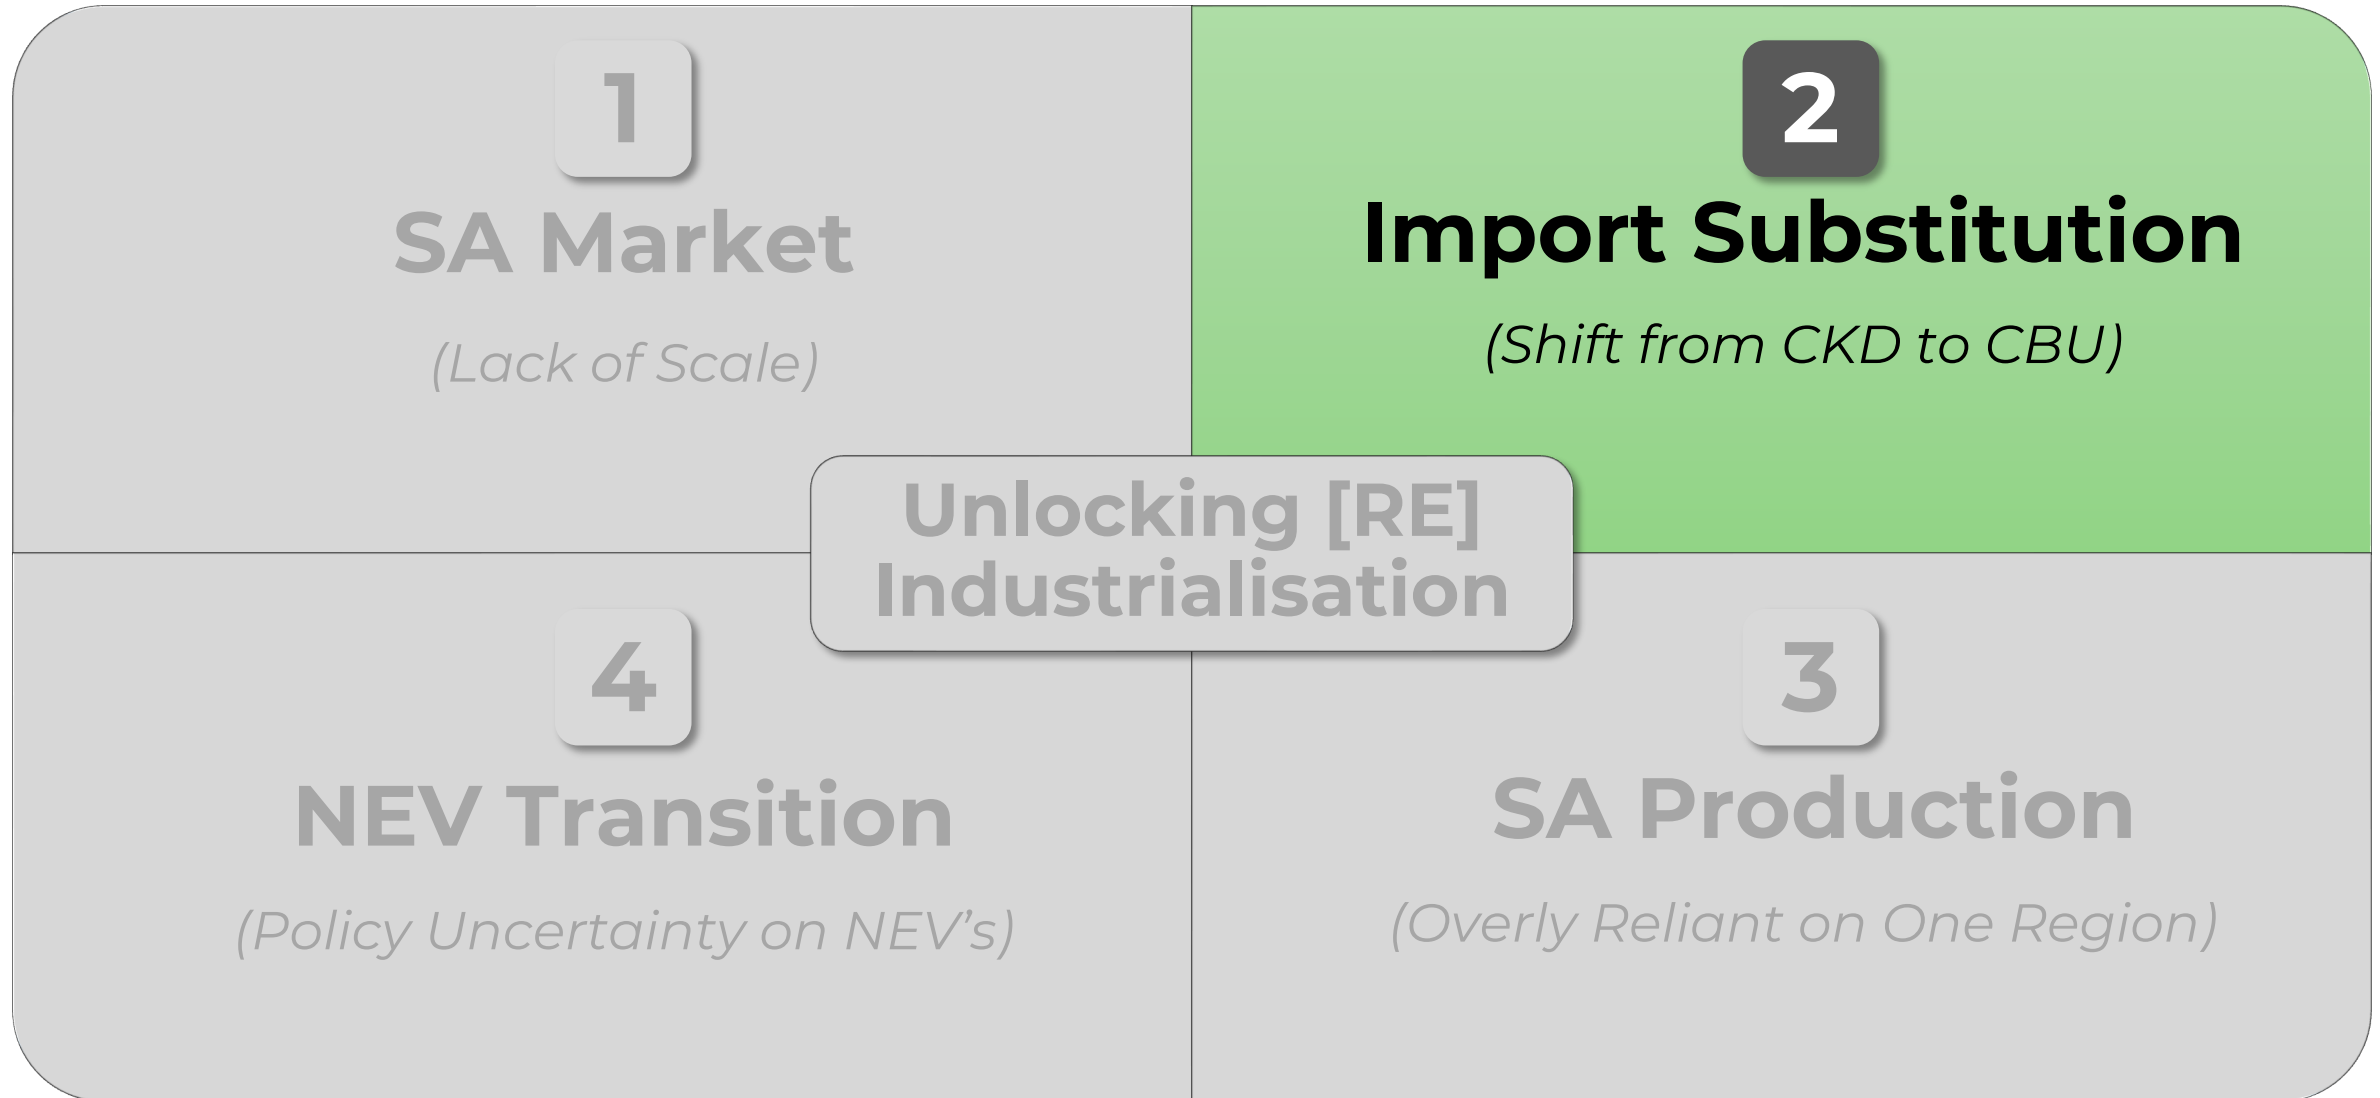 1
SA Market
(Lack of Scale)
2
Import Substitution
(Shift from CKD to CBU)
Unlocking [RE]
Industrialisation
4
NEV Transition
(Policy Uncertainty on NEV’s)
3
SA Production
(Overly Reliant on One Region)